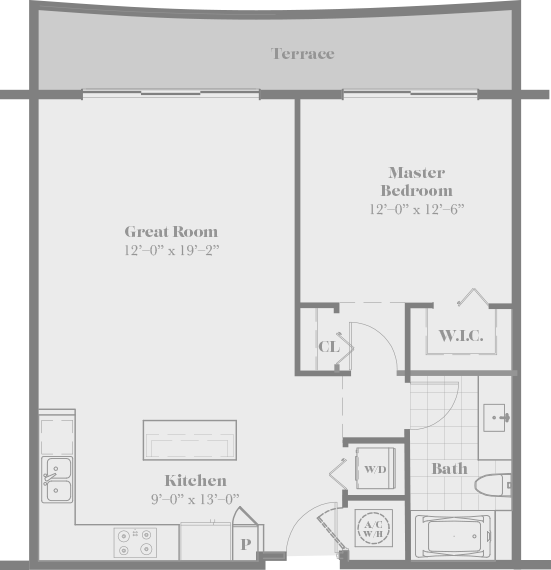 Terrace
Master
Bedroom
12’–0” x 12’–6”
Great Room
12’–0” x 19’–2”
CL
W.I.C.
Kitchen
9’–0” x 13’–0”
W/D
Bath
A/C
W/H
P